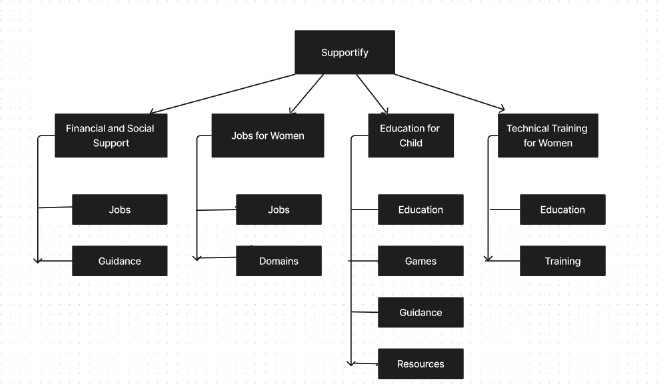 Supportify
Financial and Social
Support
Jobs for Women
Education for
Child
Technical Training
for Women
Jobs
Jobs
Education
Education
Guidance
Domains
Games
Training
Guidance
Resources